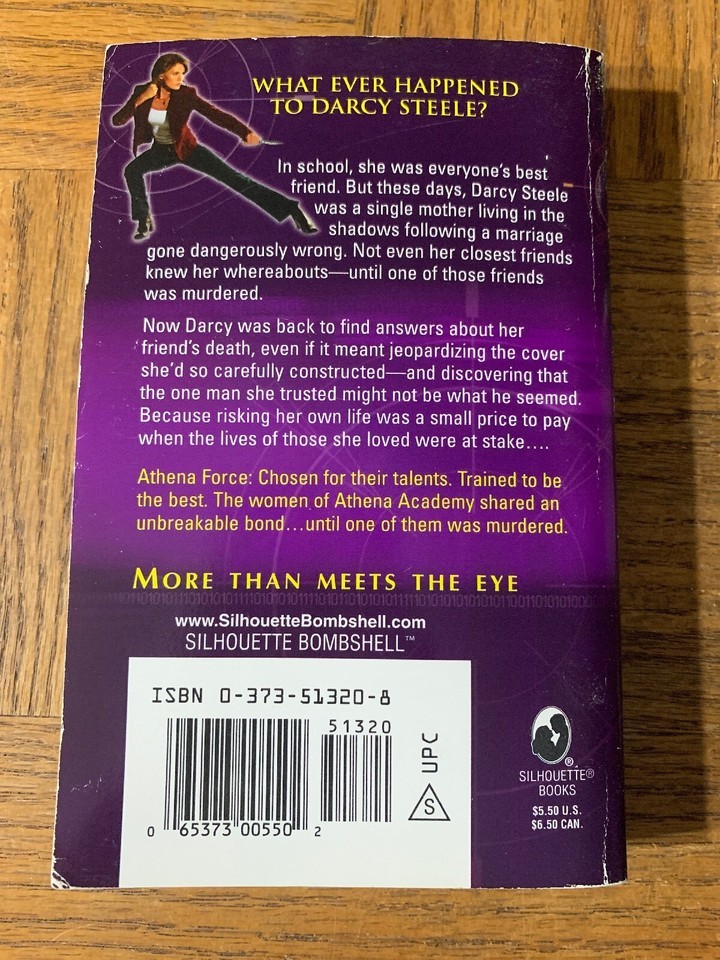 WHAT EVER HAPPENED
TO DARCY STEELE?
In school, she was everyone's best
friend. But these days, Darcy Steele
was a single mother living in the
shadows following a marriage
gone dangerously wrong. Not even her closest friends
knew her whereabouts—until one of those friends
was murdered.
Now Darcy was back to find answers about her
friend's death, even if it meant jeopardizing the cover
she'd so carefully constructed—and discovering that
the one man she trusted might not be what he seemed.
Because risking her own life was a small price to pay
when the lives of those she loved were at stake….
Athena Force: Chosen for their talents. Trained to be
the best. The women of Athena Academy shared an
unbreakable bond…until one of them was murdered.
MORE THAN MEETS THE EYE
www.SilhouetteBombshell.com
SILHOUETTE BOMBSHELL™
ISBN 0-373-51320-8
51320
UPC
S
0 65373 00550 2
SILHOUETTE®
BOOKS
$5.50 U.S.
$6.50 CAN.